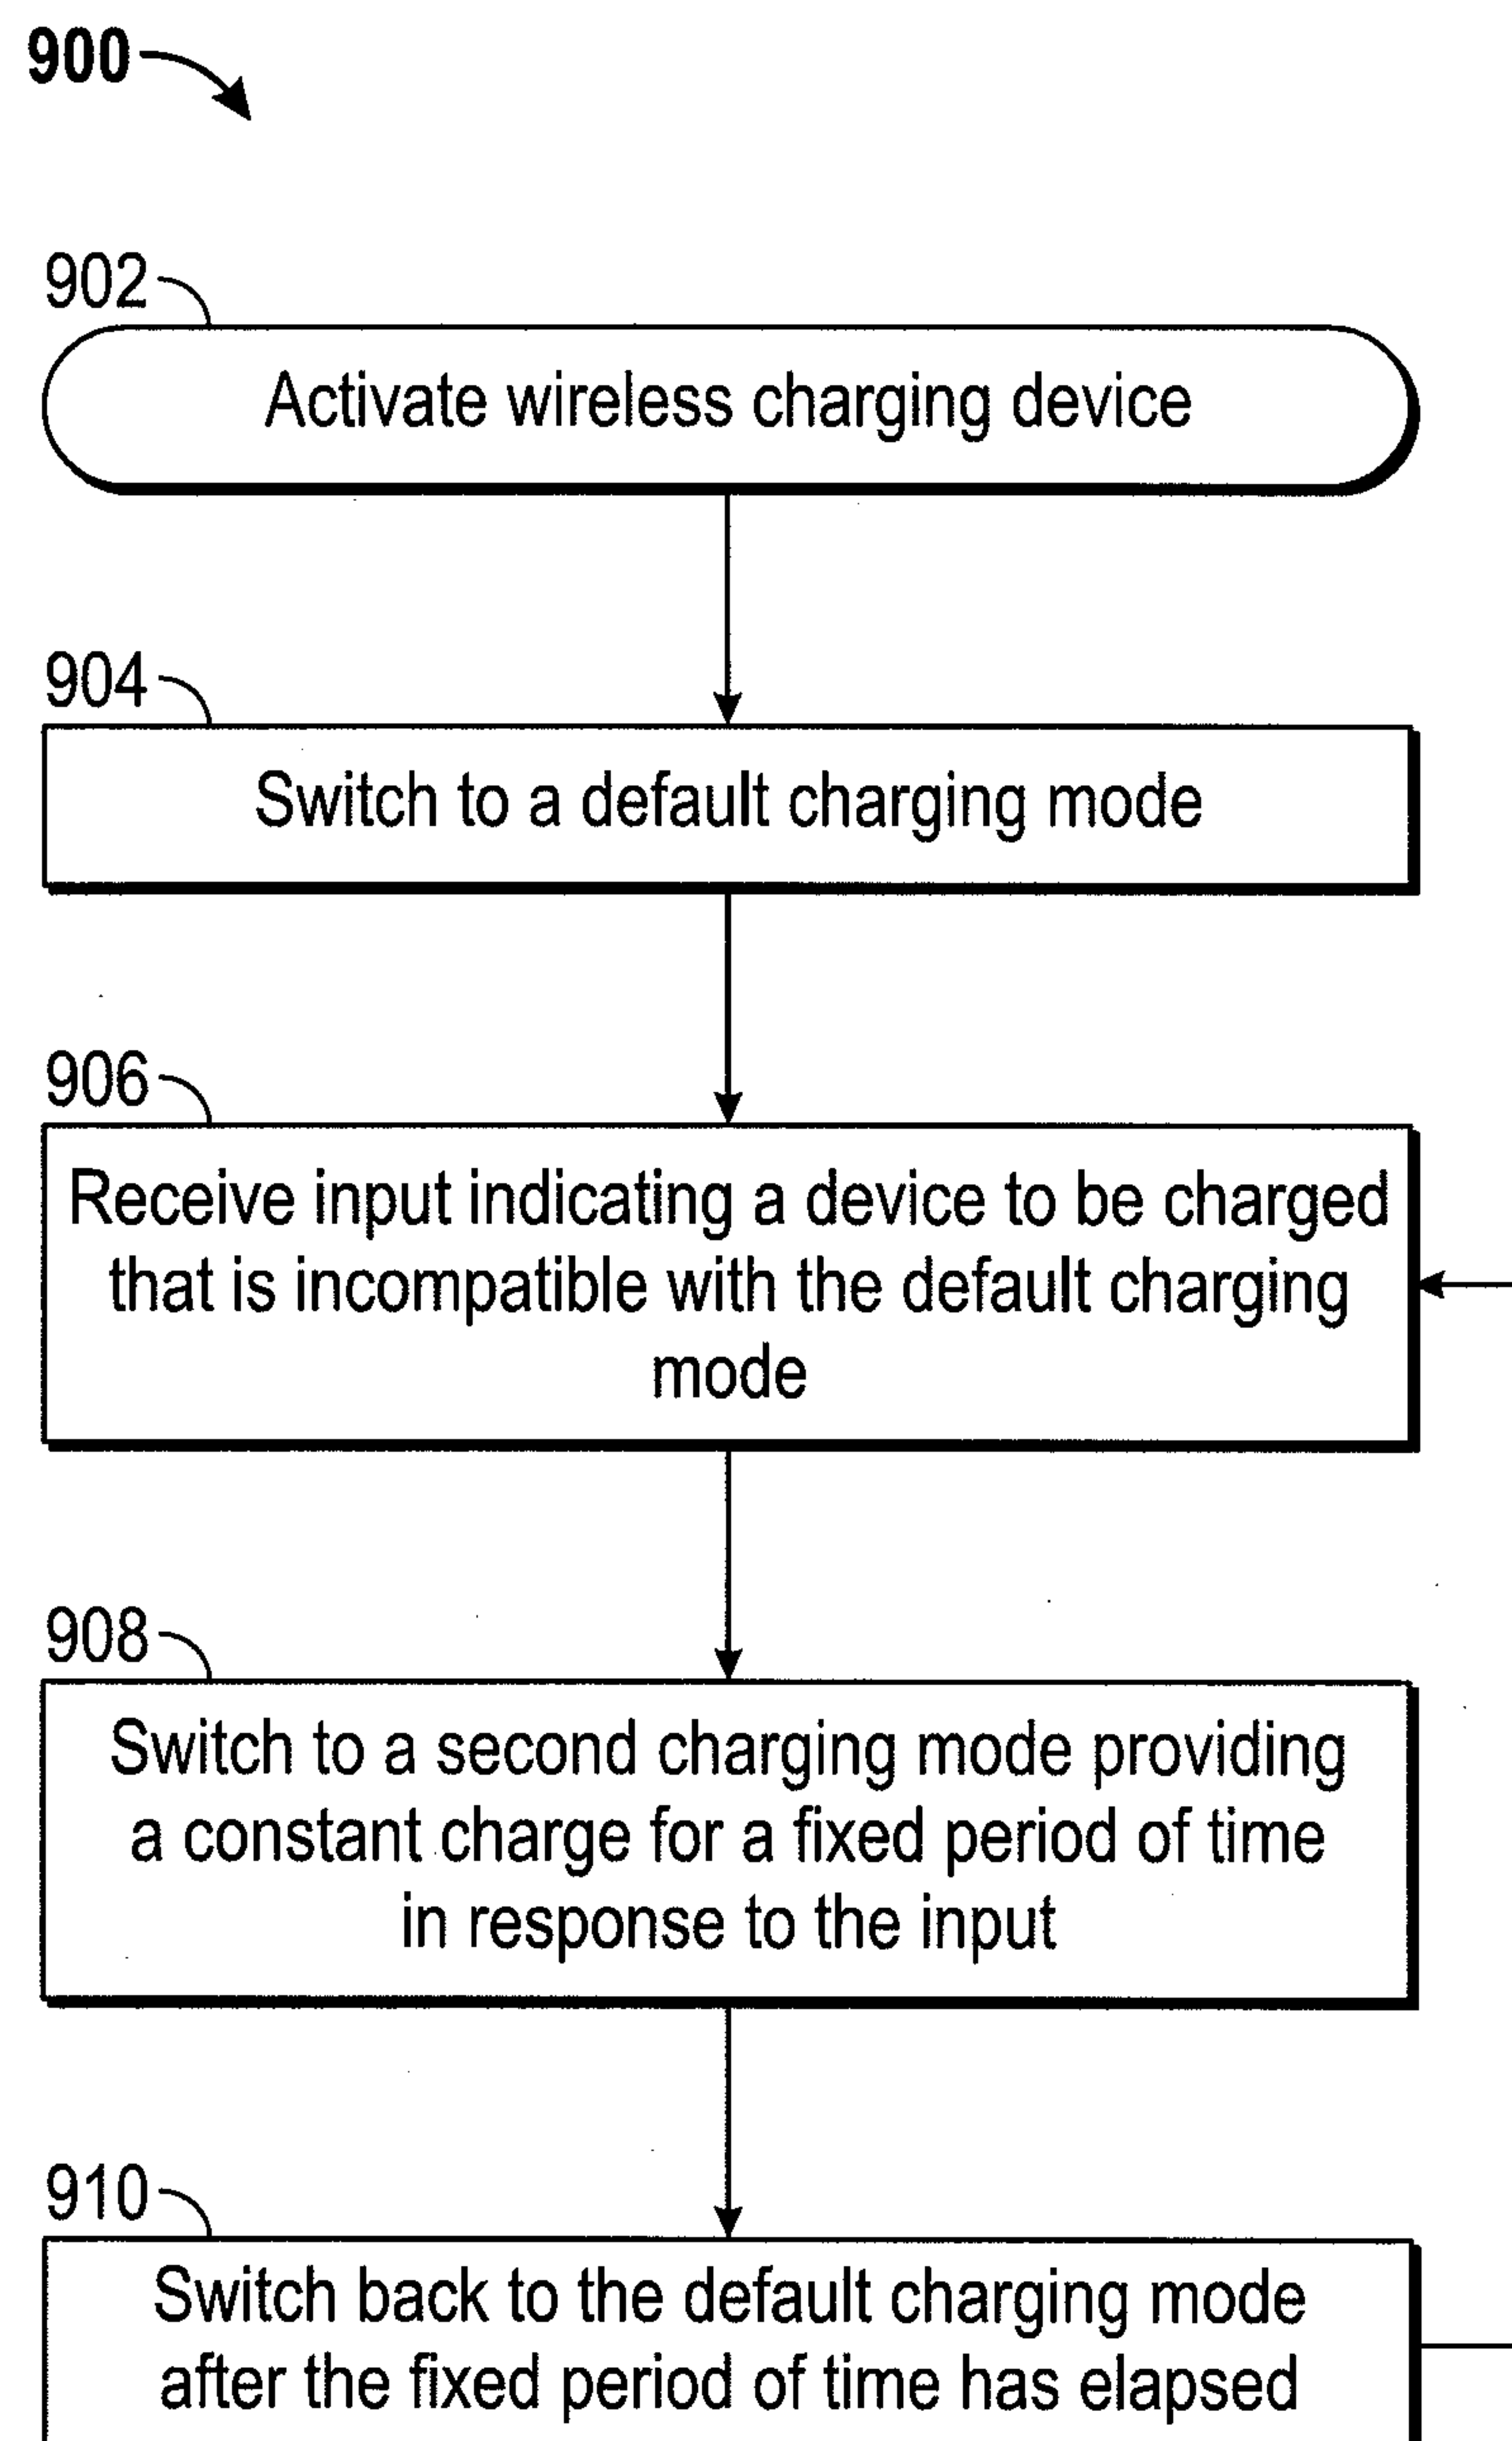 900
902
Activate wireless charging device
904
Switch to a default charging mode
906
Receive input indicating a device to be charged
that is incompatible with the default charging
mode
908
Switch to a second charging mode providing
a constant charge for a fixed period of time
in response to the input
910
Switch back to the default charging mode
after the fixed period of time has elapsed